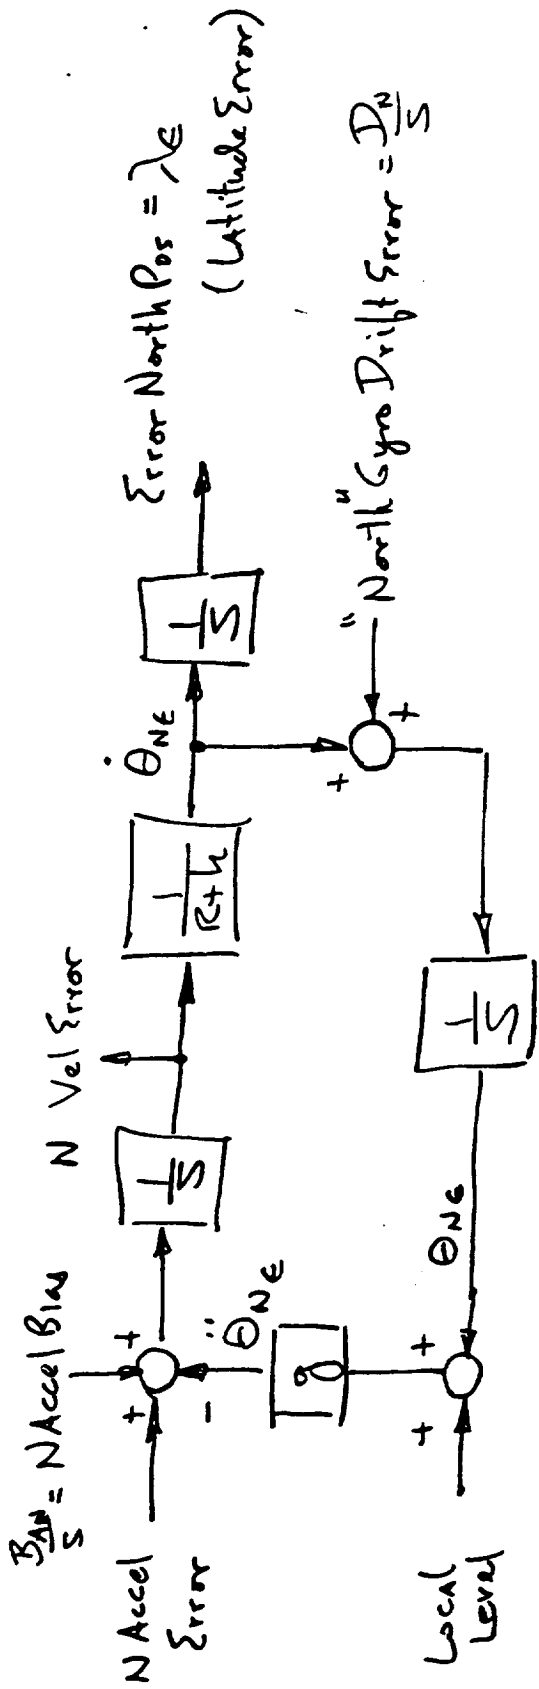 B_AN/S = N Accel Bias
N Accel
Error
+
+
−
1/S
N Vel Error
1/R+h
θ̇_NE
1/S
Error North Pos = λ_E
(Latitude Error)
θ̈_NE
g
Local
Level
+
+
θ_NE
1/S
+
+
"North" Gyro Drift Error = D_N/S